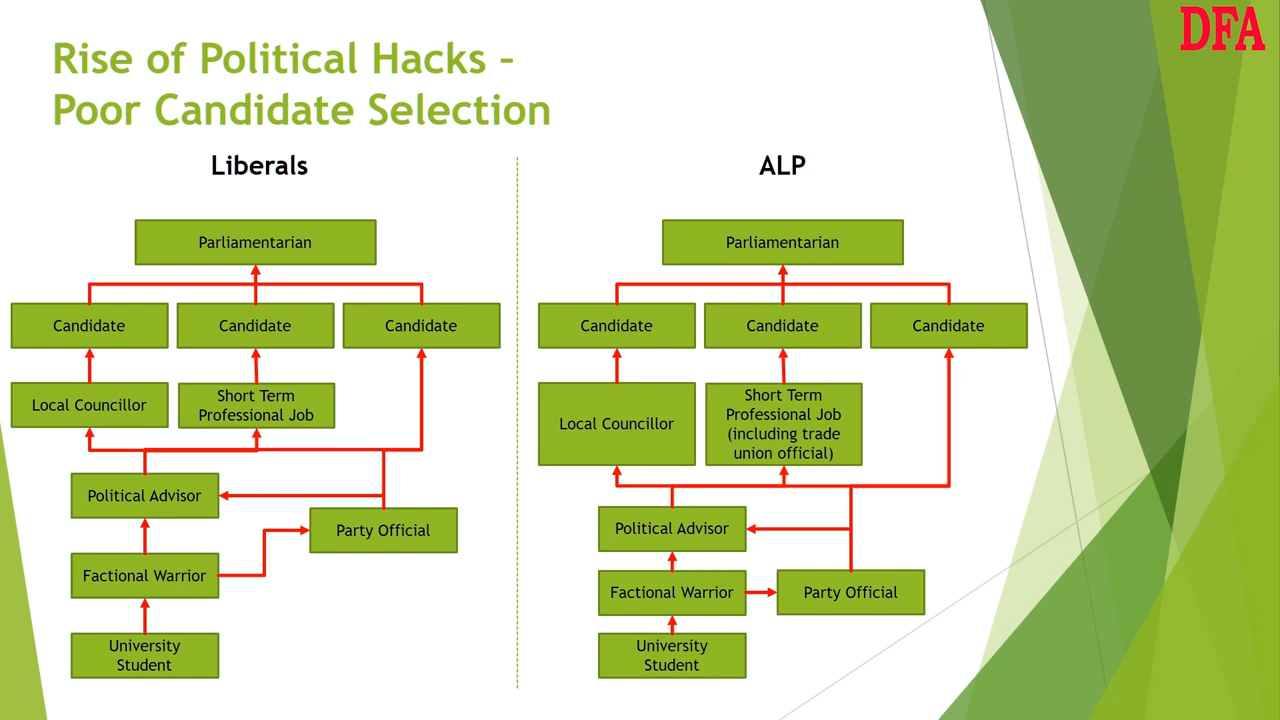 DFA
Rise of Political Hacks –
Poor Candidate Selection
Liberals
Parliamentarian
Candidate
Candidate
Candidate
Local Councillor
Short Term
Professional Job
Political Advisor
Party Official
Factional Warrior
University
Student
ALP
Parliamentarian
Candidate
Candidate
Candidate
Local Councillor
Short Term
Professional Job
(including trade
union official)
Political Advisor
Factional Warrior
Party Official
University
Student